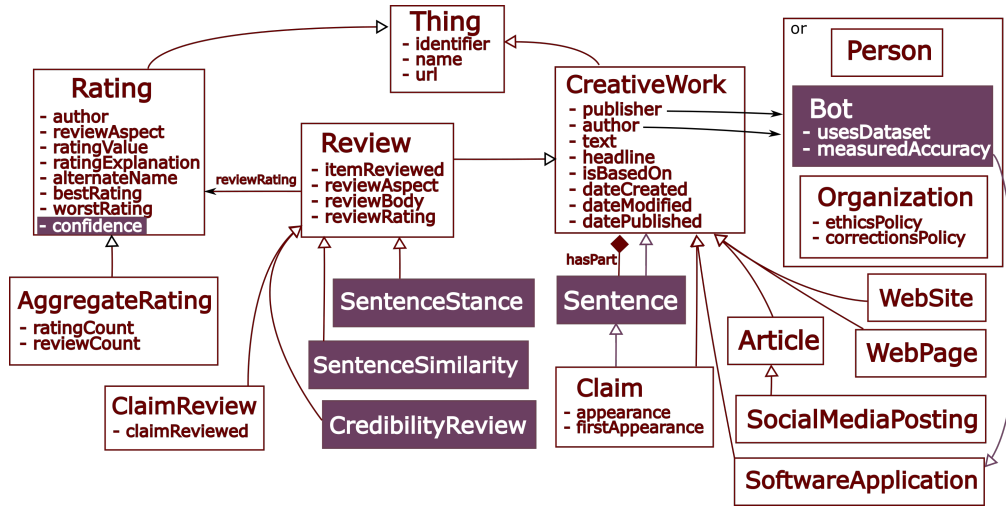 Thing
- identifier
- name
- url
Rating
- author
- reviewAspect
- ratingValue
- ratingExplanation
- alternateName
- bestRating
- worstRating
- confidence
reviewRating
Review
- itemReviewed
- reviewAspect
- reviewBody
- reviewRating
CreativeWork
- publisher
- author
- text
- headline
- isBasedOn
- dateCreated
- dateModified
- datePublished
or
Person
Bot
- usesDataset
- measuredAccuracy
Organization
- ethicsPolicy
- correctionsPolicy
AggregateRating
- ratingCount
- reviewCount
SentenceStance
SentenceSimilarity
CredibilityReview
ClaimReview
- claimReviewed
hasPart
Sentence
Claim
- appearance
- firstAppearance
WebSite
Article
WebPage
SocialMediaPosting
SoftwareApplication